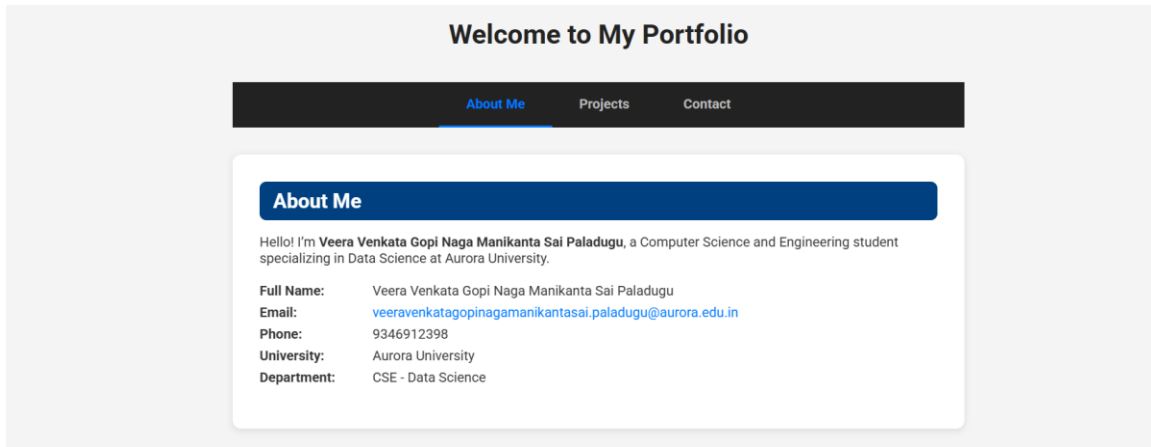 Welcome to My Portfolio
About Me Projects Contact
About Me
Hello! I'm Veera Venkata Gopi Naga Manikanta Sai Paladugu, a Computer Science and Engineering student
specializing in Data Science at Aurora University.
Full Name: Veera Venkata Gopi Naga Manikanta Sai Paladugu
Email: veeravenkatagopinagamanikantasai.paladugu@aurora.edu.in
Phone: 9346912398
University: Aurora University
Department: CSE - Data Science